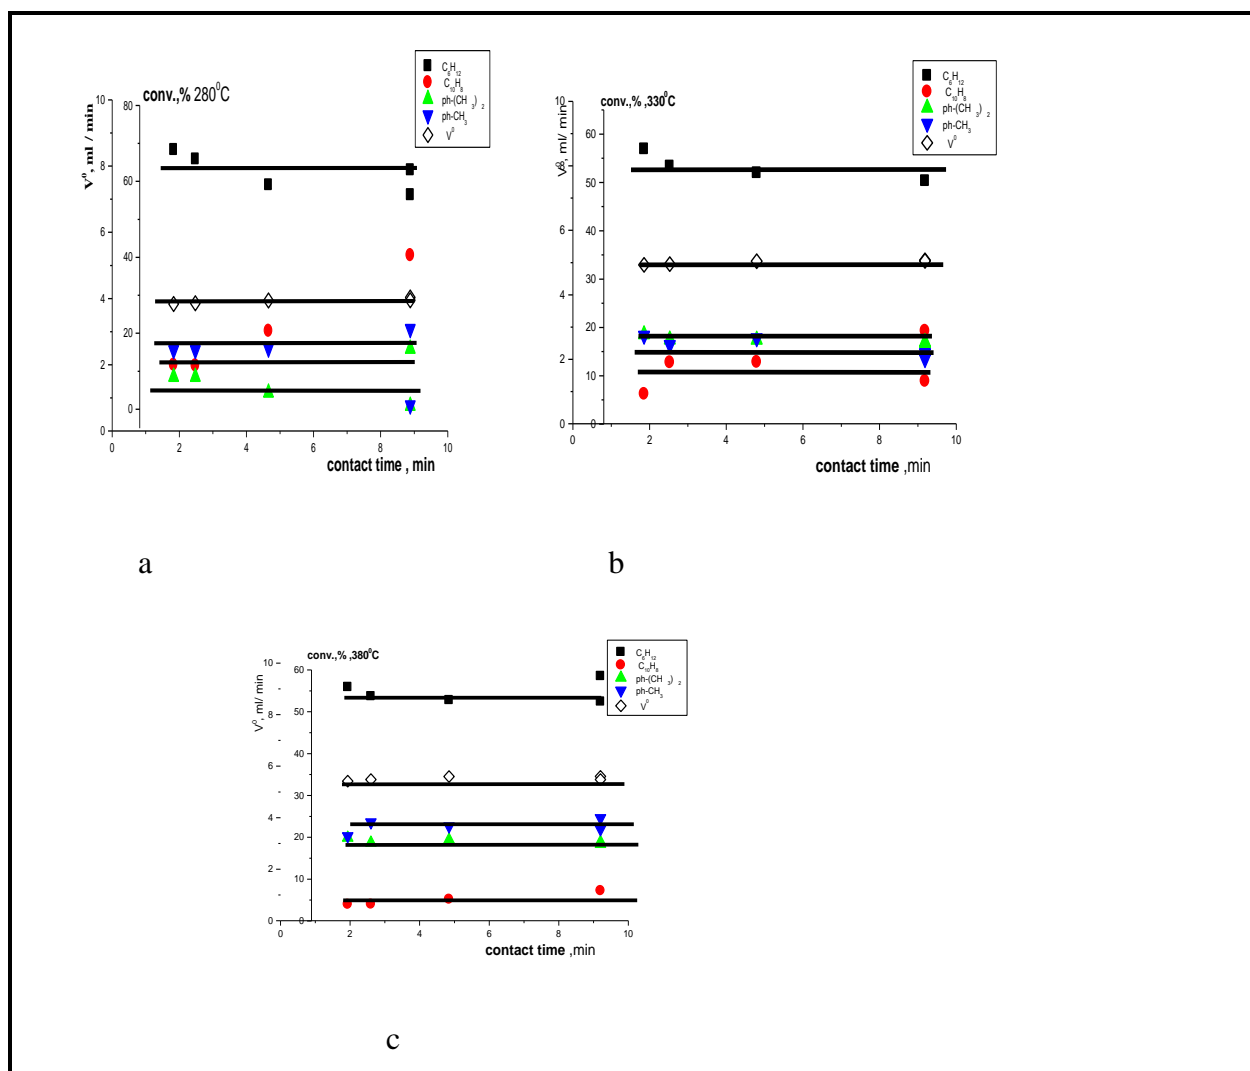 conv.,% 280⁰C
V⁰, ml / min
10
8
6
4
2
0
80
60
40
20
0
0 2 4 6 8 10
contact time , min
C₆H₁₂
C₁₀H₈
ph-(CH₃)₂
ph-CH₃
V⁰
a
conv.,% ,330⁰C
V⁰, ml/ min
10
8
6
4
2
0
60
50
40
30
20
10
0
0 2 4 6 8 10
contact time ,min
C₆H₁₂
C₁₀H₈
ph-(CH₃)₂
ph-CH₃
V⁰
b
conv.,% ,380⁰C
V⁰, ml/ min
10
8
6
4
2
0
60
50
40
30
20
10
0
0 2 4 6 8 10
contact time ,min
C₆H₁₂
C₁₀H₈
ph-(CH₃)₂
ph-CH₃
V⁰
c